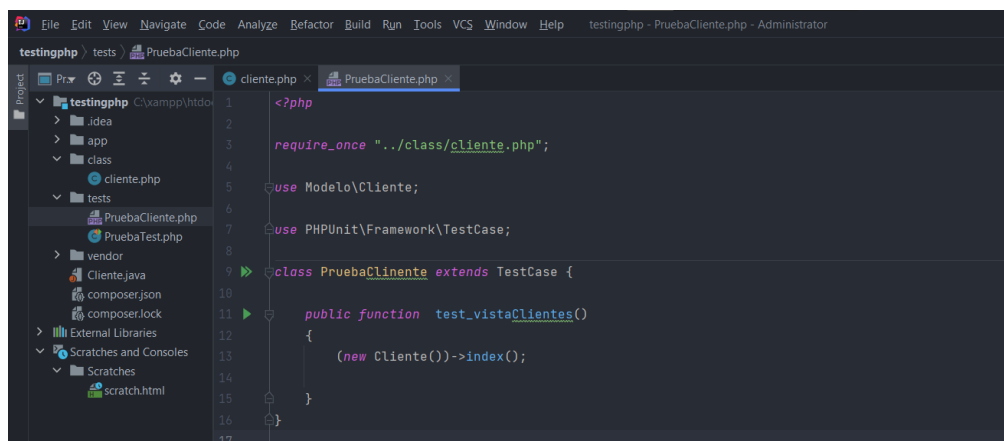 File Edit View Navigate Code Analyze Refactor Build Run Tools VCS Window Help testingphp - PruebaCliente.php - Administrator
testingphp tests PruebaCliente.php
Project
Pr... cliente.php PruebaCliente.php
testingphp C:\xampp\htdo
.idea
app
class
cliente.php
tests
PruebaCliente.php
PruebaTest.php
vendor
Cliente.java
composer.json
composer.lock
External Libraries
Scratches and Consoles
Scratches
scratch.html
1 <?php
2
3 require_once "../class/cliente.php";
4
5 use Modelo\Cliente;
6
7 use PHPUnit\Framework\TestCase;
8
9 class PruebaClinente extends TestCase {
10
11 public function test_vistaClientes()
12 {
13 (new Cliente())->index();
14
15 }
16 }
17